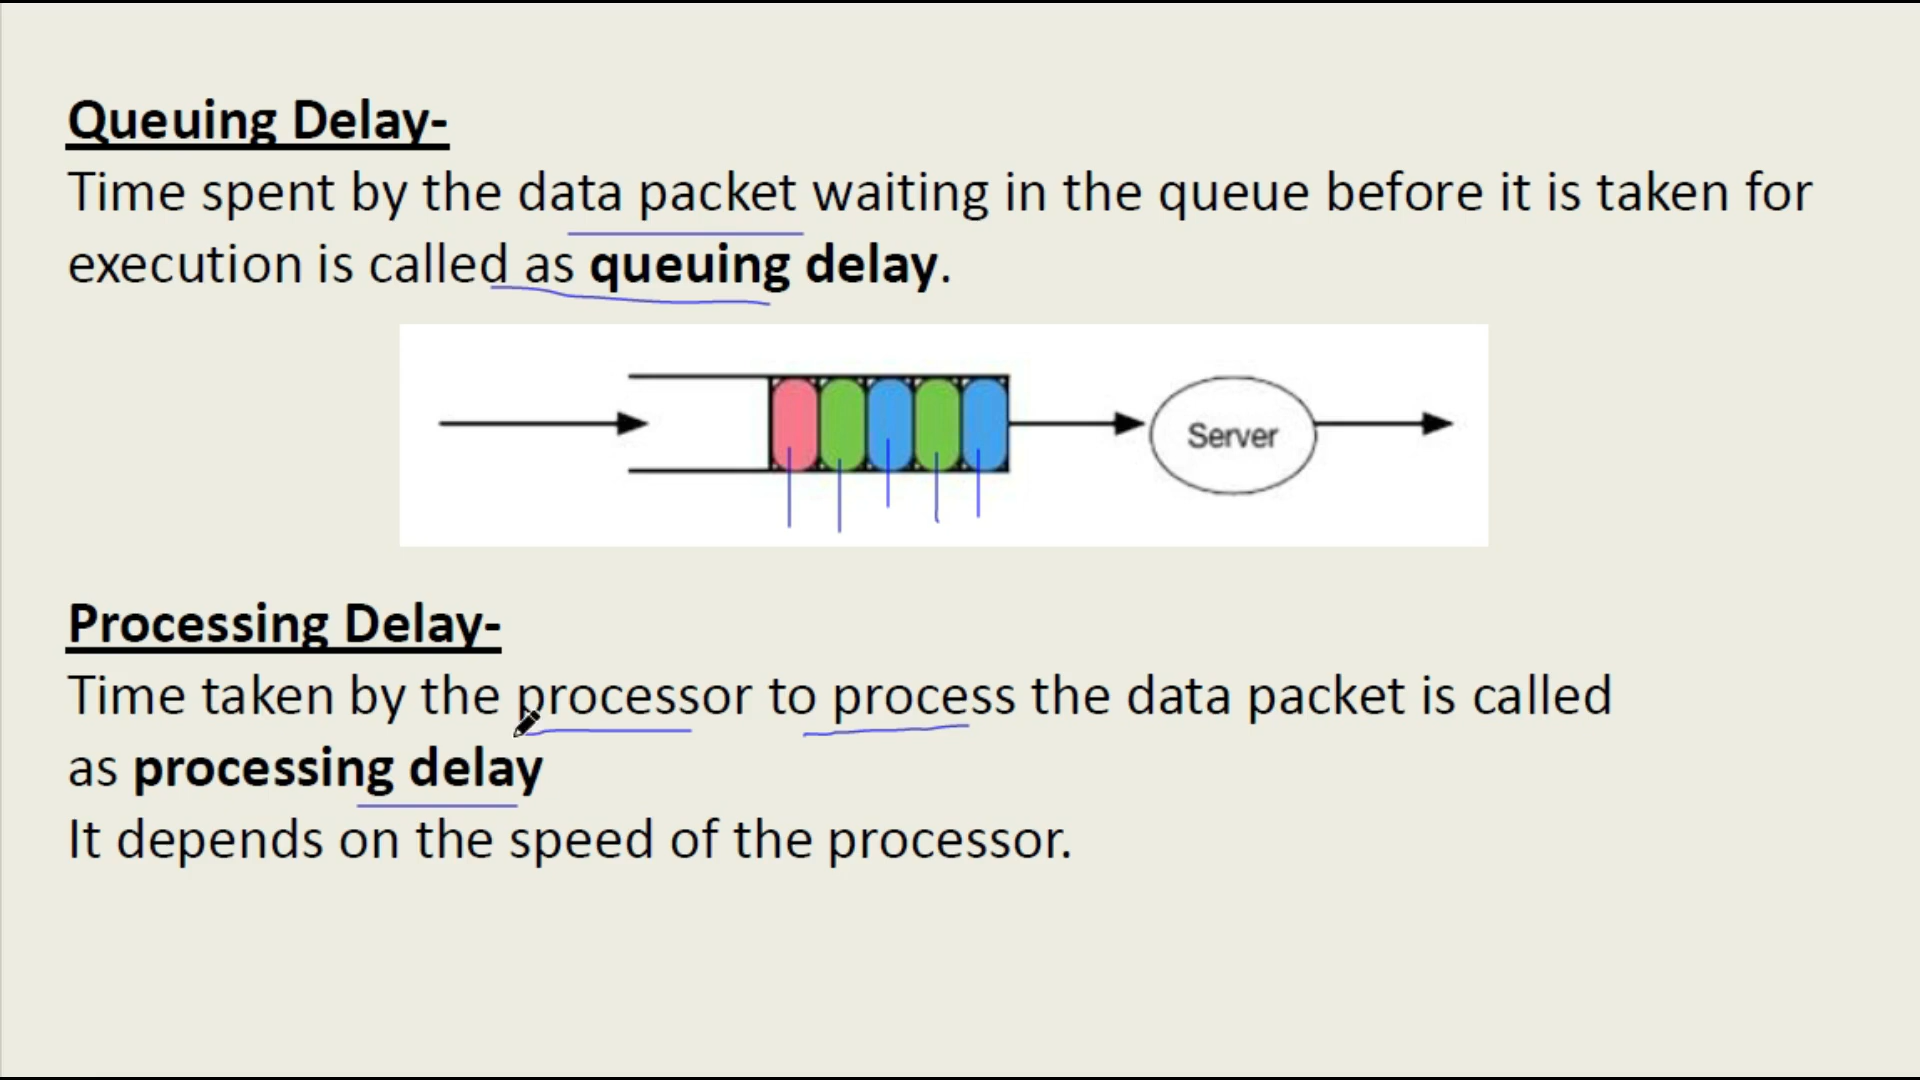 Queuing Delay-
Time spent by the data packet waiting in the queue before it is taken for
execution is called as queuing delay.
Server
Processing Delay-
Time taken by the processor to process the data packet is called
as processing delay
It depends on the speed of the processor.